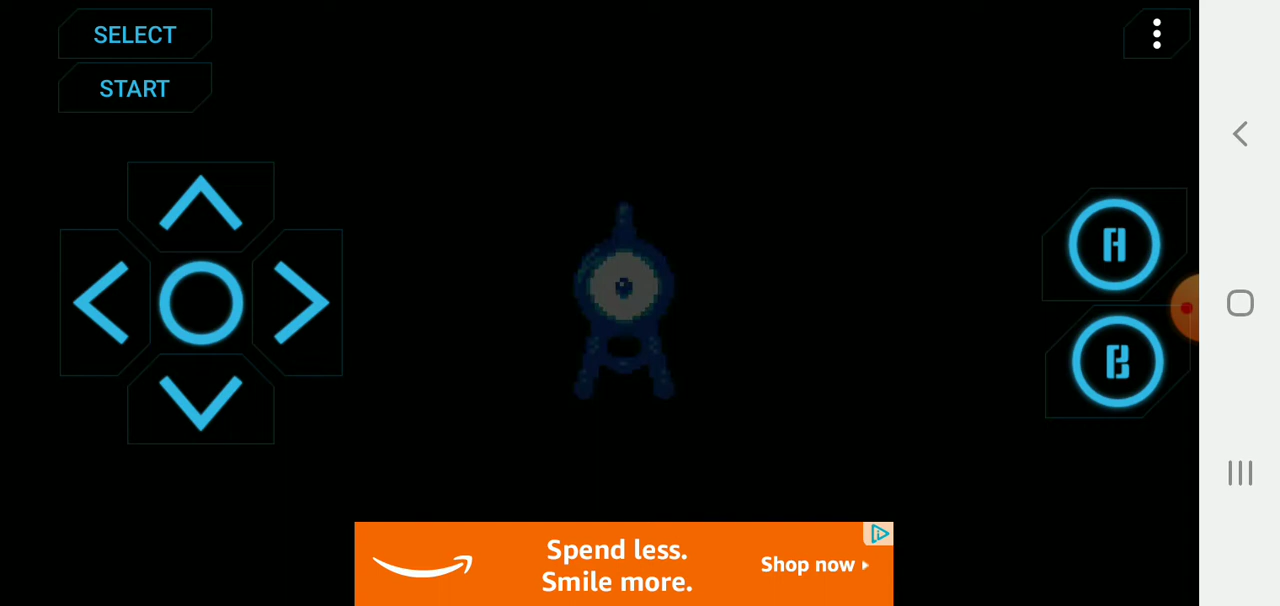 SELECT
START
A
B
Spend less.
Smile more.
Shop now